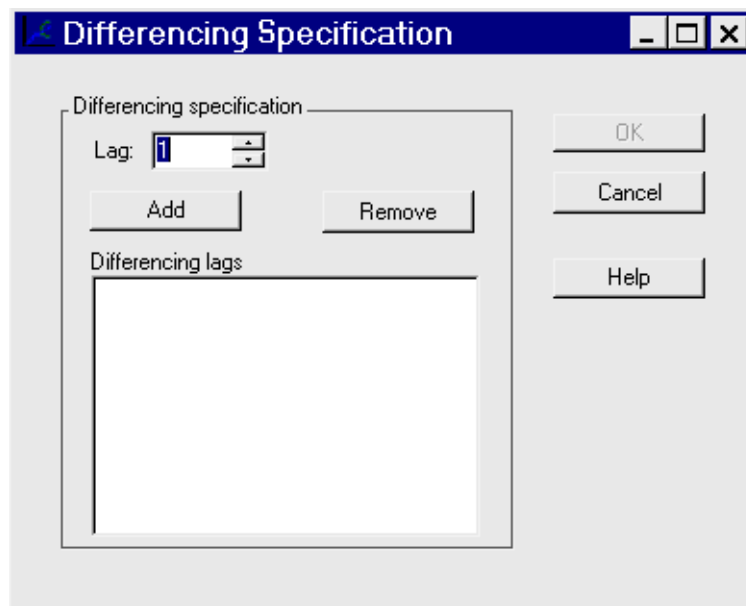 Differencing Specification
Differencing specification
Lag: 1
OK
Add
Remove
Cancel
Differencing lags
Help